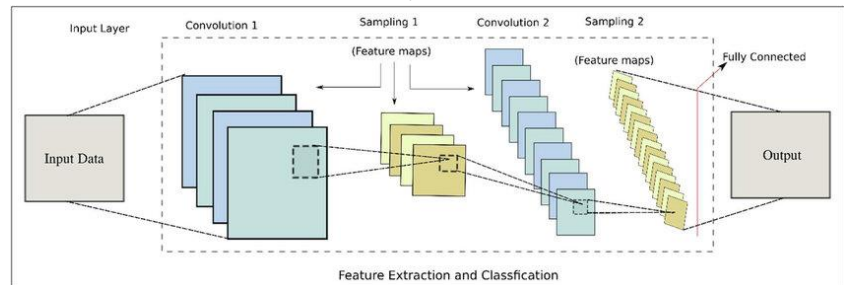 Input Layer
Convolution 1
Sampling 1
Convolution 2
Sampling 2
(Feature maps)
(Feature maps)
Fully Connected
Input Data
Output
Feature Extraction and Classfication